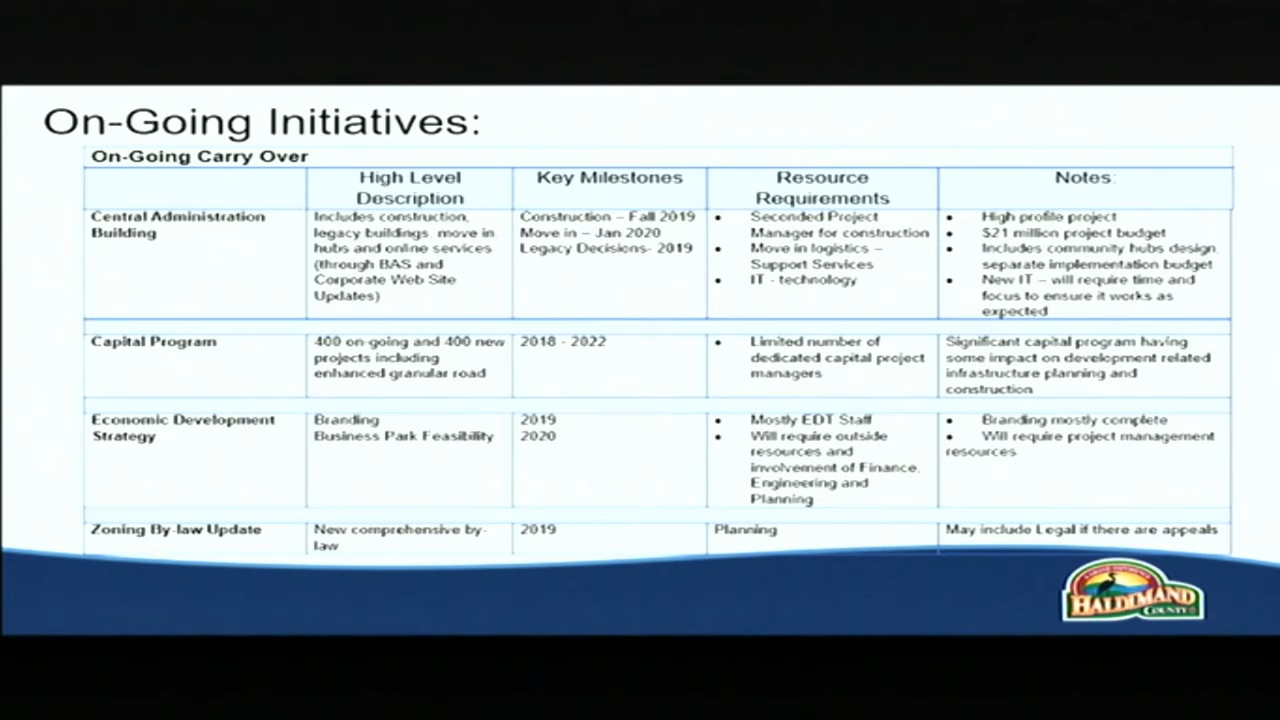 On-Going Initiatives:
On-Going Carry Over
High Level
Description
Key Milestones
Resource
Requirements
Notes:
Central Administration
Building
Includes construction,
legacy buildings, move in,
hubs and online services
(through BAS and
Corporate Web Site
Updates)
Construction – Fall 2019
Move in – Jan 2020
Legacy Decisions- 2019
• Seconded Project
Manager for construction
• Move in logistics –
Support Services
• IT - technology
• High profile project
• $21 million project budget
• Includes community hubs design,
separate implementation budget
• New IT – will require time and
focus to ensure it works as
expected
Capital Program
400 on-going and 400 new
projects including
enhanced granular road
2018 - 2022
• Limited number of
dedicated capital project
managers
Significant capital program having
some impact on development related
infrastructure planning and
construction
Economic Development
Strategy
Branding
Business Park Feasibility
2019
2020
• Mostly EDT Staff
• Will require outside
resources and
involvement of Finance,
Engineering and
Planning
• Branding mostly complete
• Will require project management
resources
Zoning By-law Update
New comprehensive by-
law
2019
Planning
May include Legal if there are appeals
HALDIMAND
COUNTY